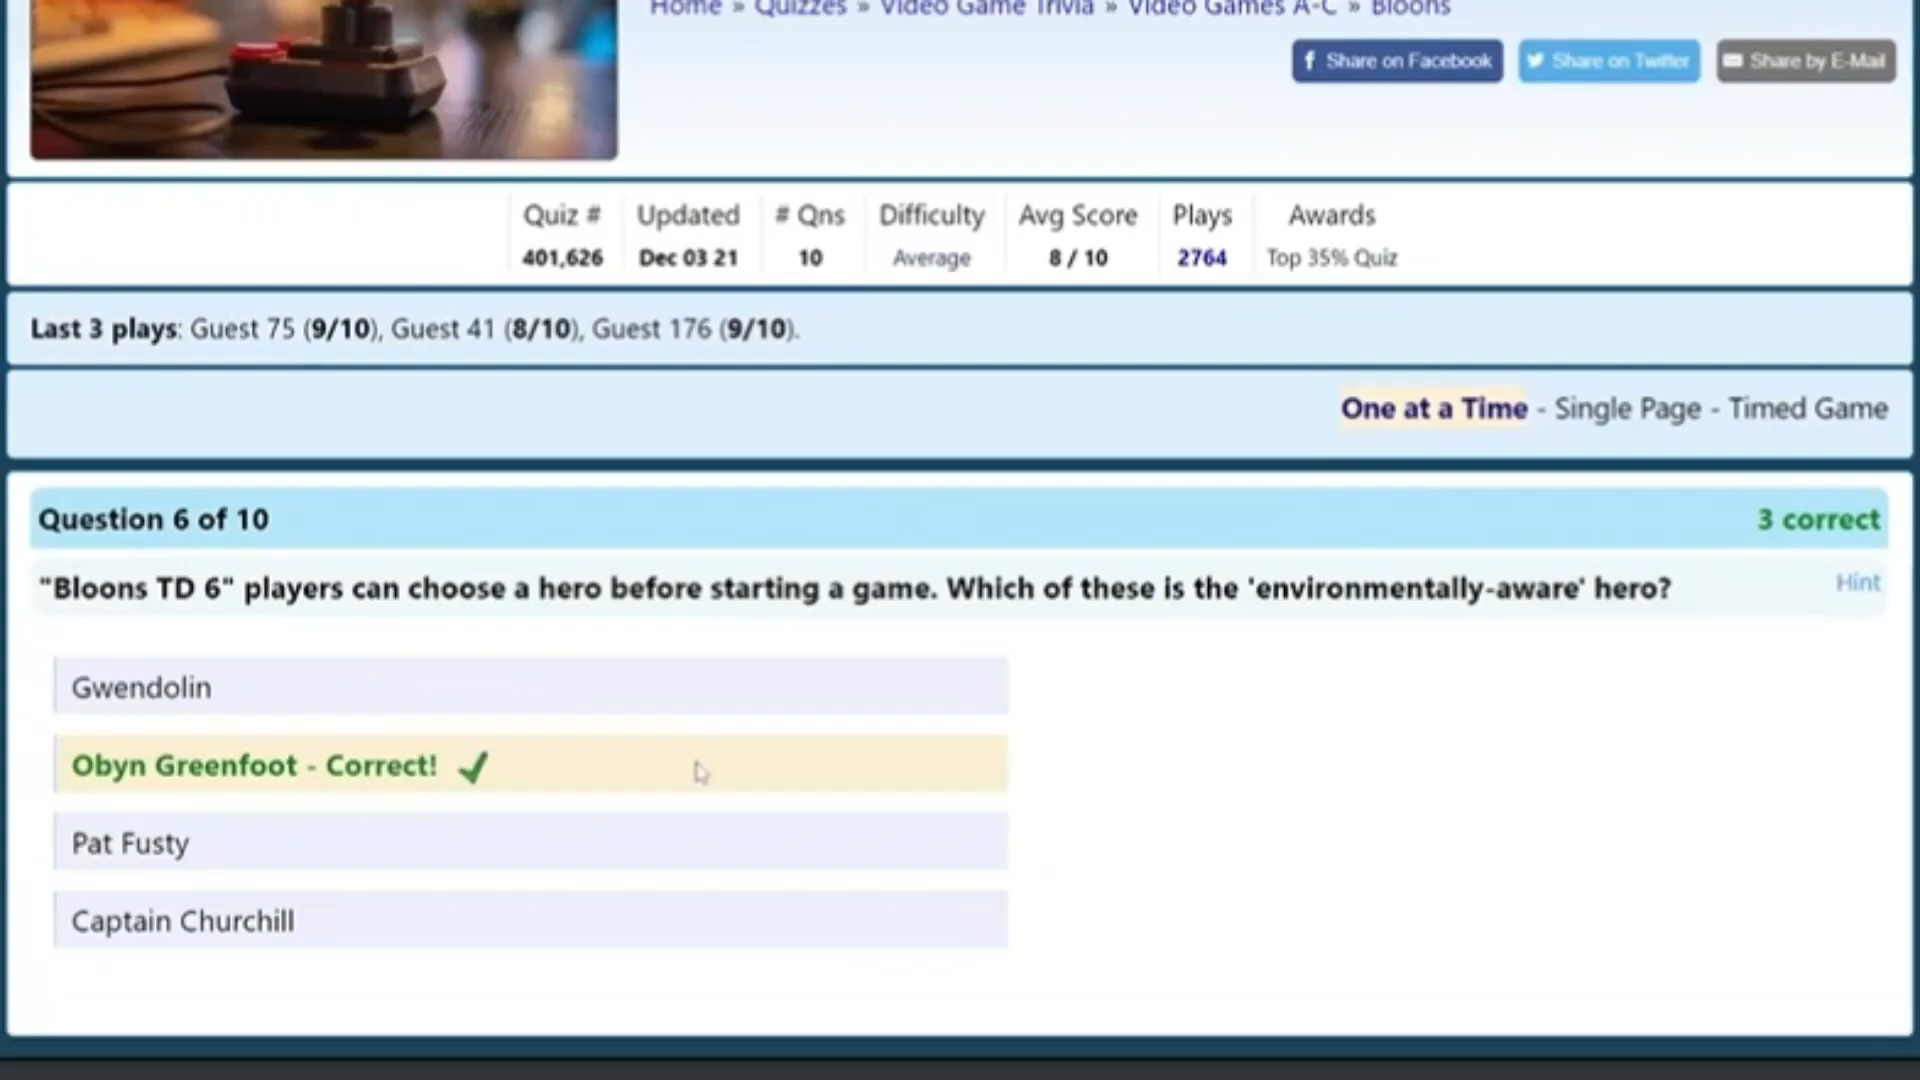 Home » Quizzes » Video Game Trivia » Video Games A-C » Bloons
Share on Facebook
Share on Twitter
Share by E-Mail
Quiz # Updated # Qns Difficulty Avg Score Plays Awards
401,626 Dec 03 21 10 Average 8 / 10 2764 Top 35% Quiz
Last 3 plays: Guest 75 (9/10), Guest 41 (8/10), Guest 176 (9/10).
One at a Time - Single Page - Timed Game
Question 6 of 10
3 correct
"Bloons TD 6" players can choose a hero before starting a game. Which of these is the 'environmentally-aware' hero?
Hint
Gwendolin
Obyn Greenfoot - Correct!
Pat Fusty
Captain Churchill